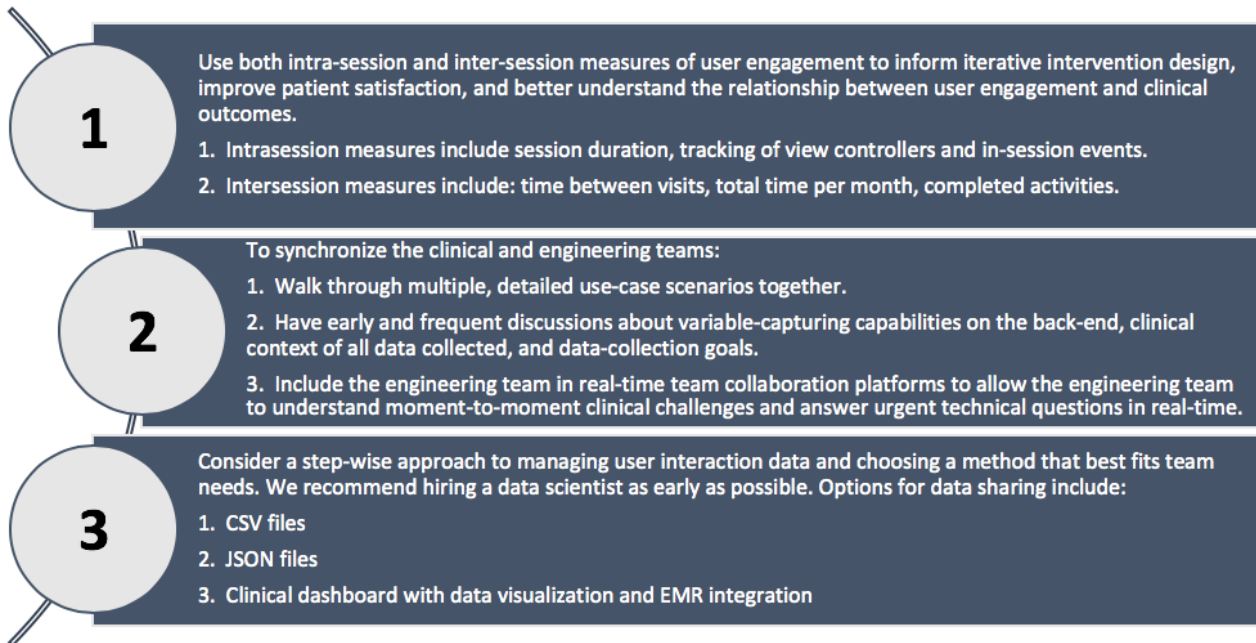 1
Use both intra-session and inter-session measures of user engagement to inform iterative intervention design,
improve patient satisfaction, and better understand the relationship between user engagement and clinical
outcomes.
1. Intrasession measures include session duration, tracking of view controllers and in-session events.
2. Intersession measures include: time between visits, total time per month, completed activities.
2
To synchronize the clinical and engineering teams:
1. Walk through multiple, detailed use-case scenarios together.
2. Have early and frequent discussions about variable-capturing capabilities on the back-end, clinical
context of all data collected, and data-collection goals.
3. Include the engineering team in real-time team collaboration platforms to allow the engineering team
to understand moment-to-moment clinical challenges and answer urgent technical questions in real-time.
3
Consider a step-wise approach to managing user interaction data and choosing a method that best fits team
needs. We recommend hiring a data scientist as early as possible. Options for data sharing include:
1. CSV files
2. JSON files
3. Clinical dashboard with data visualization and EMR integration